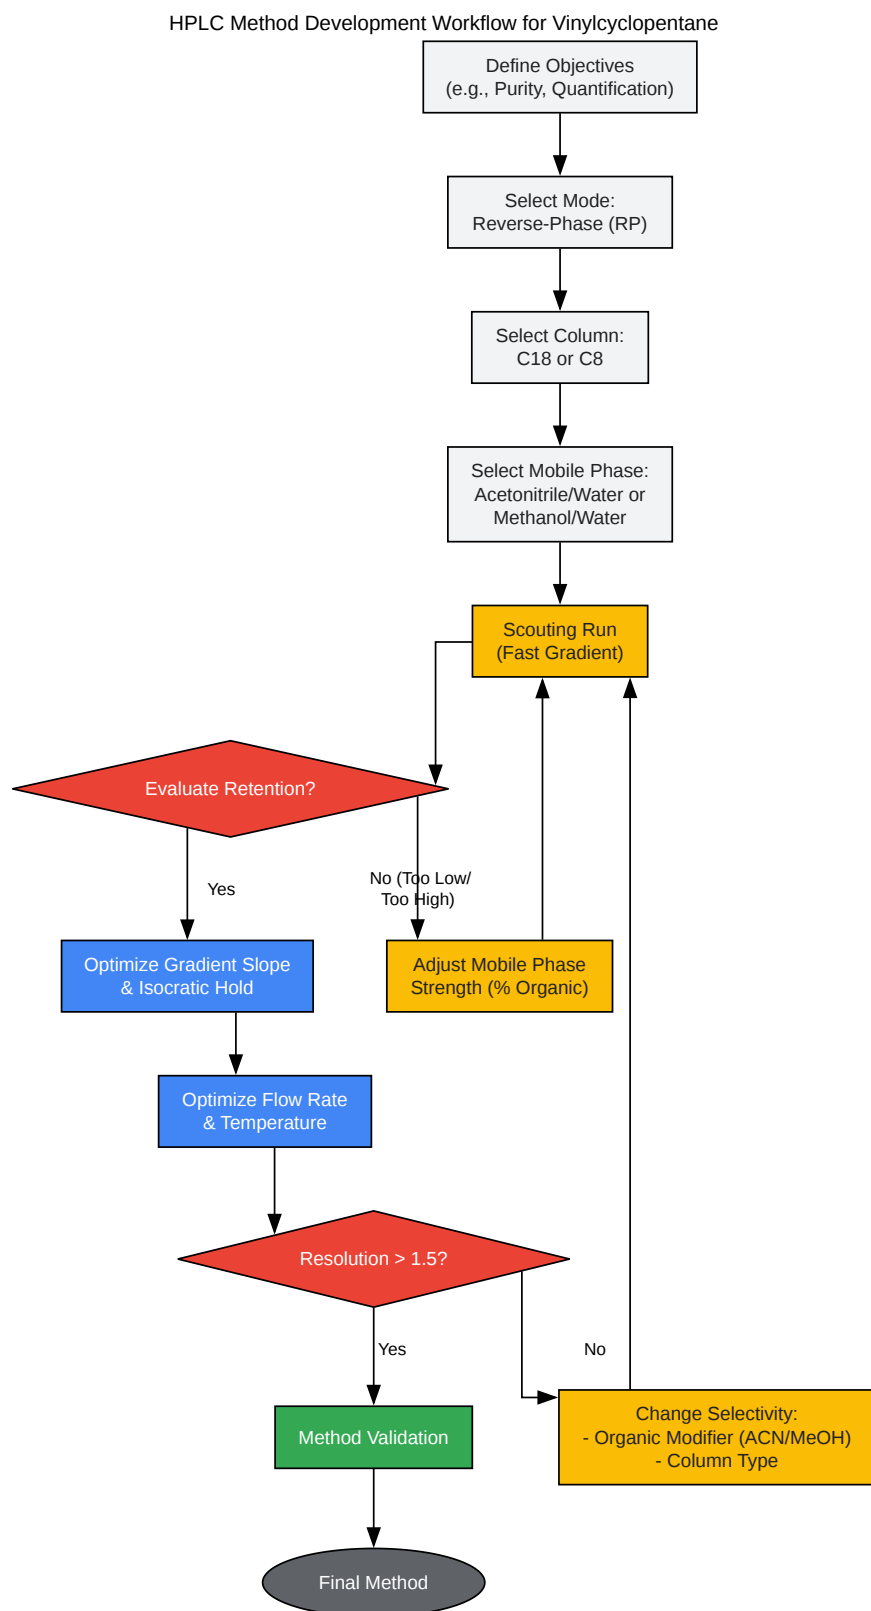 HPLC Method Development Workflow for Vinylcyclopentane
Define Objectives
(e.g., Purity, Quantification)
Select Mode:
Reverse-Phase (RP)
Select Column:
C18 or C8
Select Mobile Phase:
Acetonitrile/Water or
Methanol/Water
Scouting Run
(Fast Gradient)
Evaluate Retention?
Yes
No (Too Low/
Too High)
Optimize Gradient Slope
& Isocratic Hold
Adjust Mobile Phase
Strength (% Organic)
Optimize Flow Rate
& Temperature
Resolution > 1.5?
Yes
No
Change Selectivity:
- Organic Modifier (ACN/MeOH)
- Column Type
Method Validation
Final Method